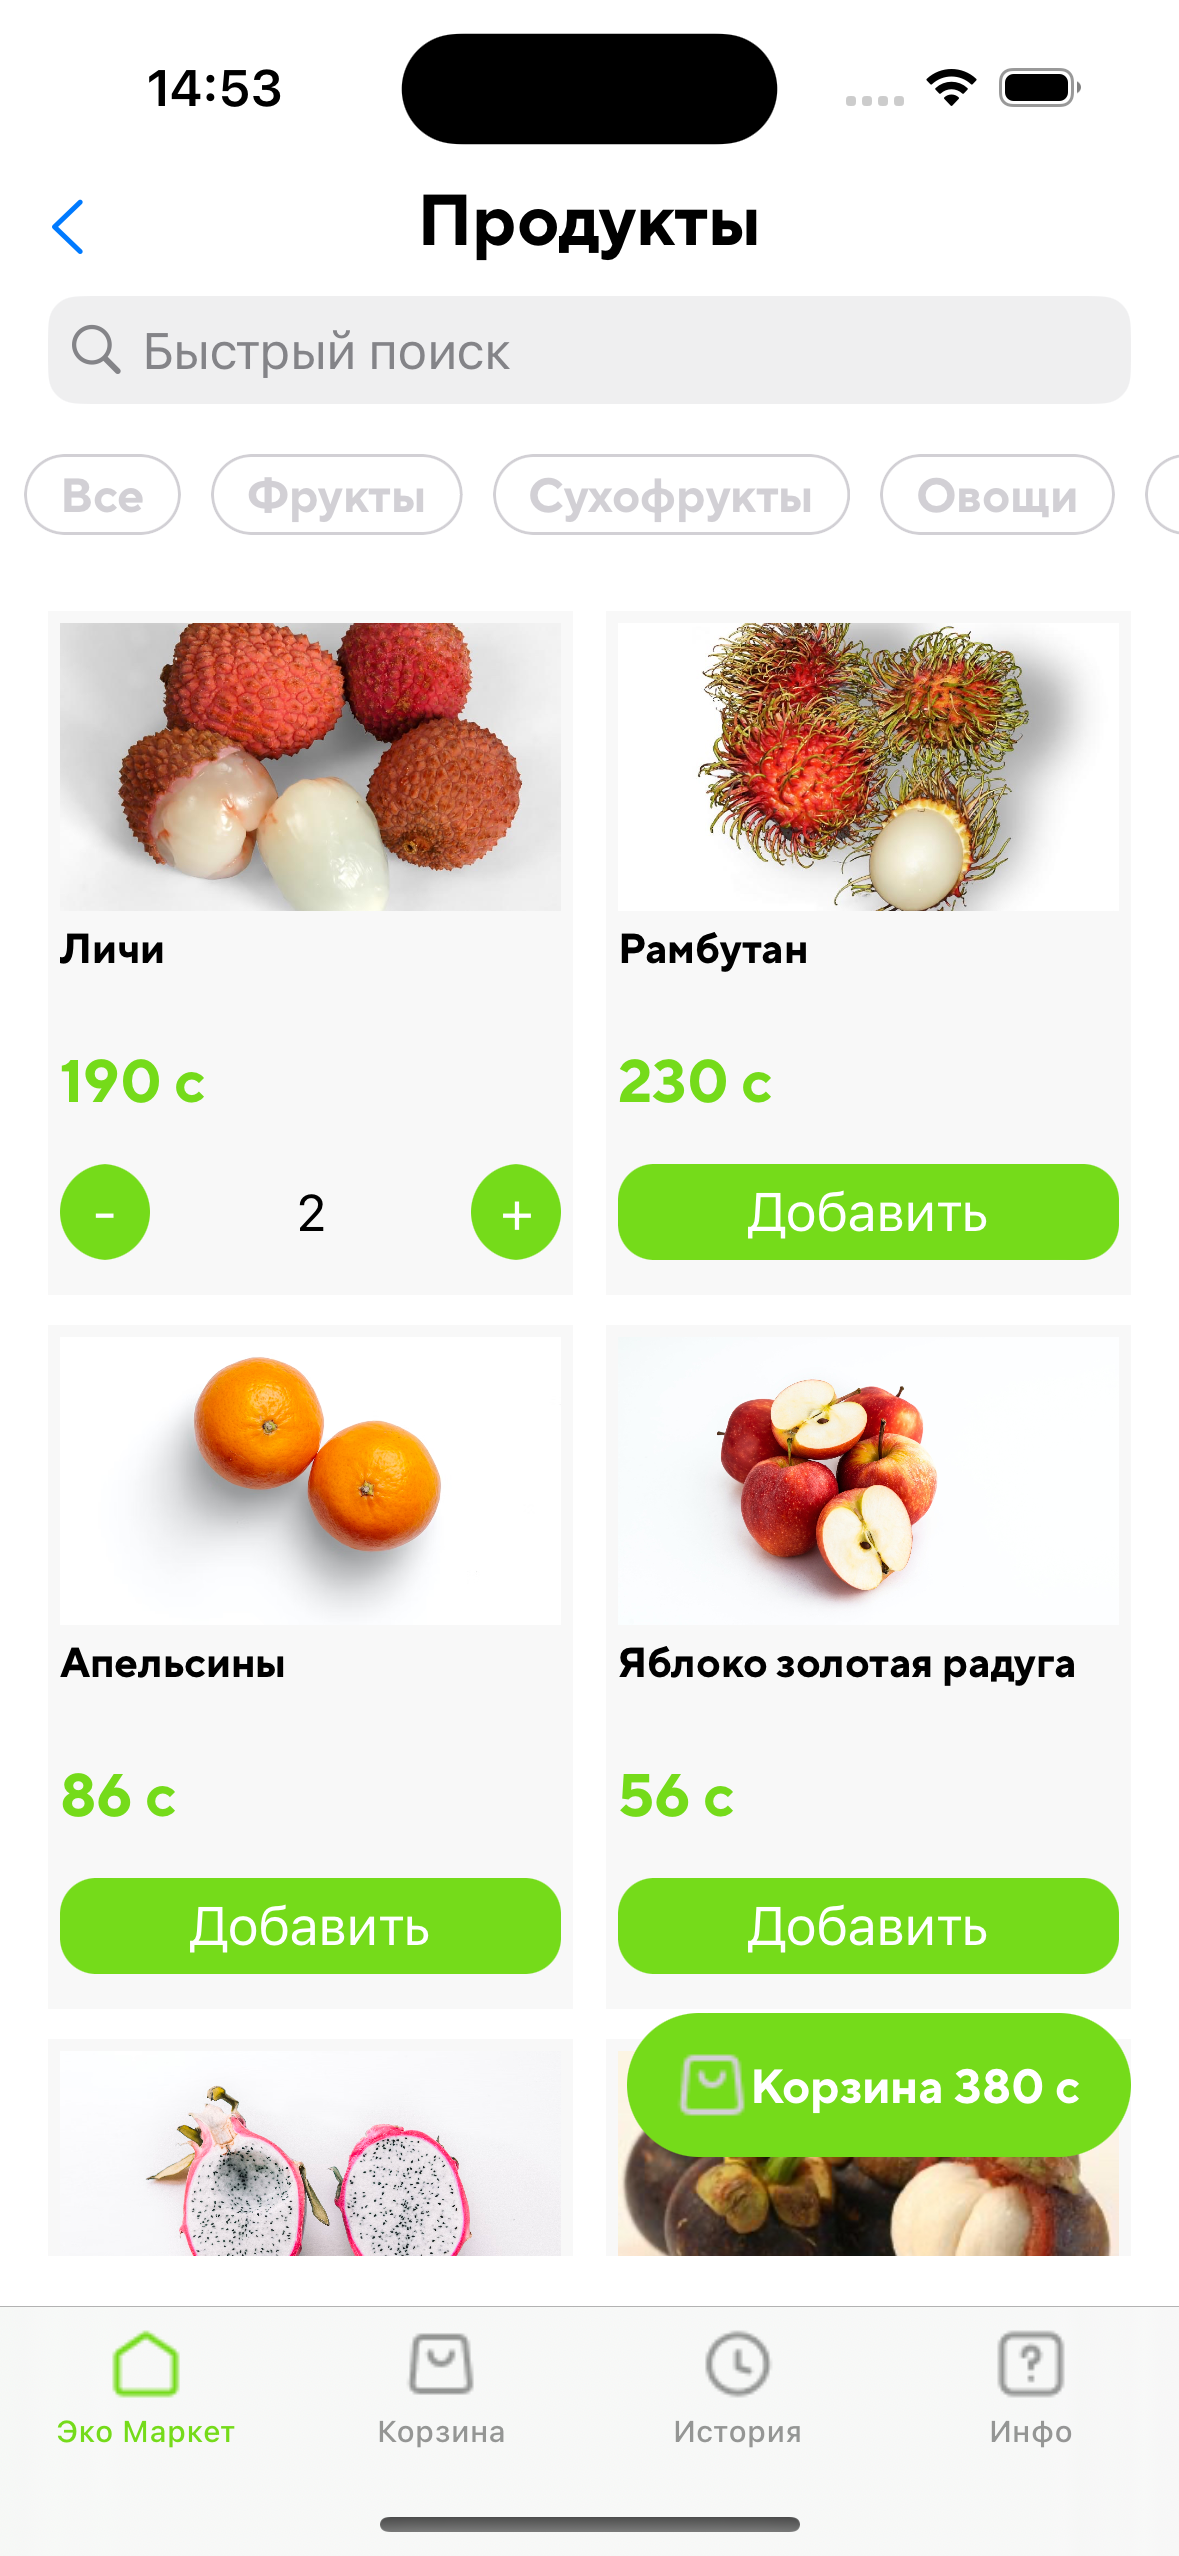 14:53
Продукты
Быстрый поиск
Все Фрукты Сухофрукты Овощи
Личи
Рамбутан
190 с
230 с
- 2 +
Добавить
Апельсины
Яблоко золотая радуга
86 с
56 с
Добавить
Добавить
Корзина 380 с
Эко Маркет Корзина История Инфо